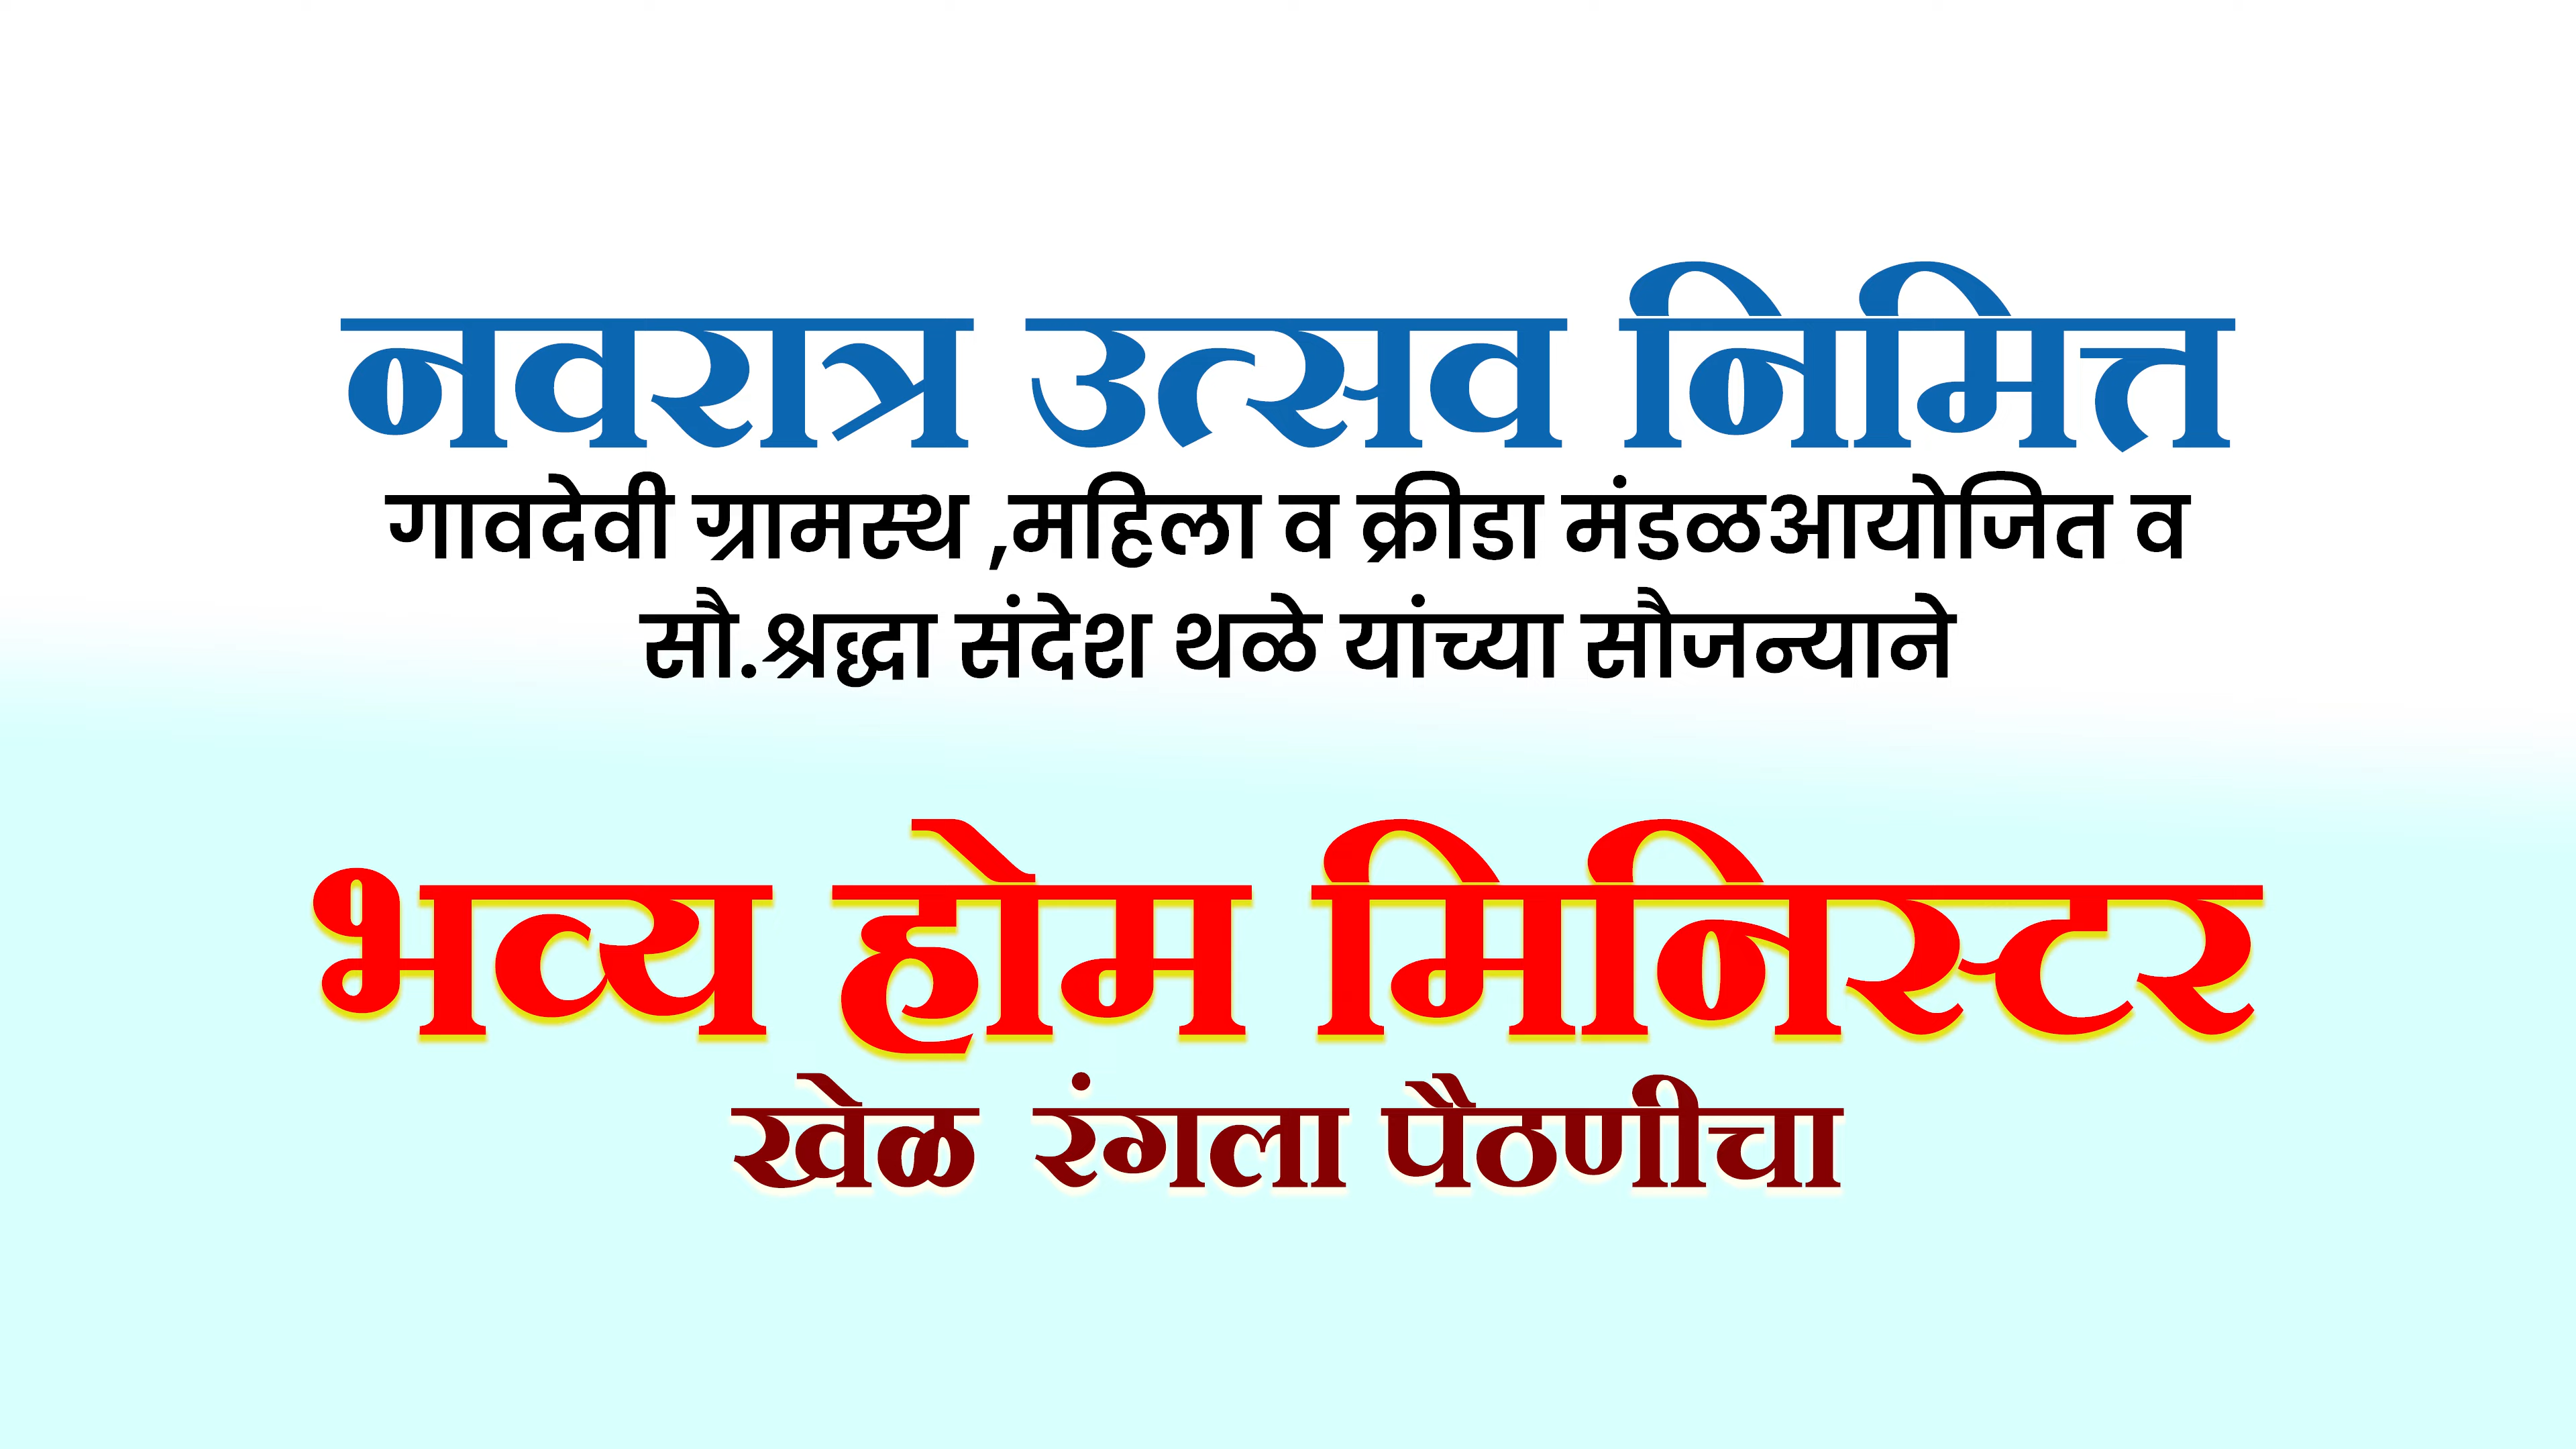 नवरात्र उत्सव निमित्त
गावदेवी ग्रामस्थ ,महिला व क्रीडा मंडळआयोजित व
सौ.श्रद्धा संदेश थळे यांच्या सौजन्याने
भव्य होम मिनिस्टर
खेळ रंगला पैठणीचा